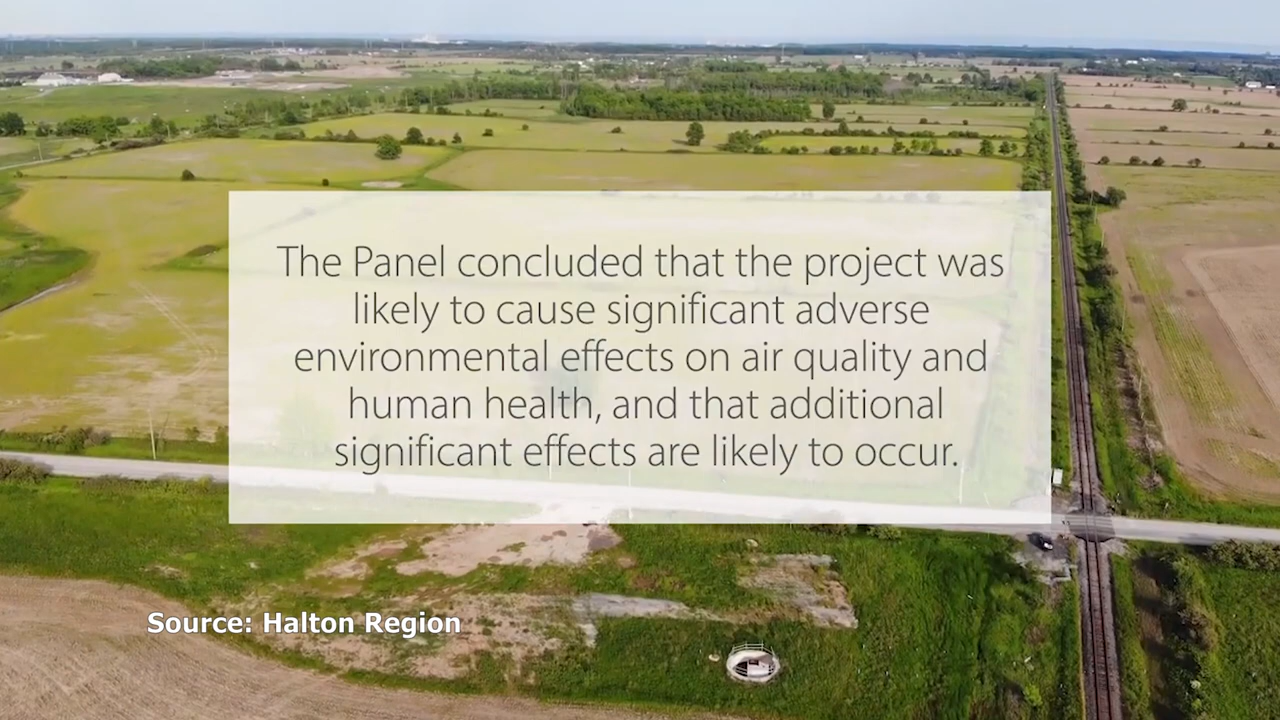 The Panel concluded that the project was
likely to cause significant adverse
environmental effects on air quality and
human health, and that additional
significant effects are likely to occur.
Source: Halton Region